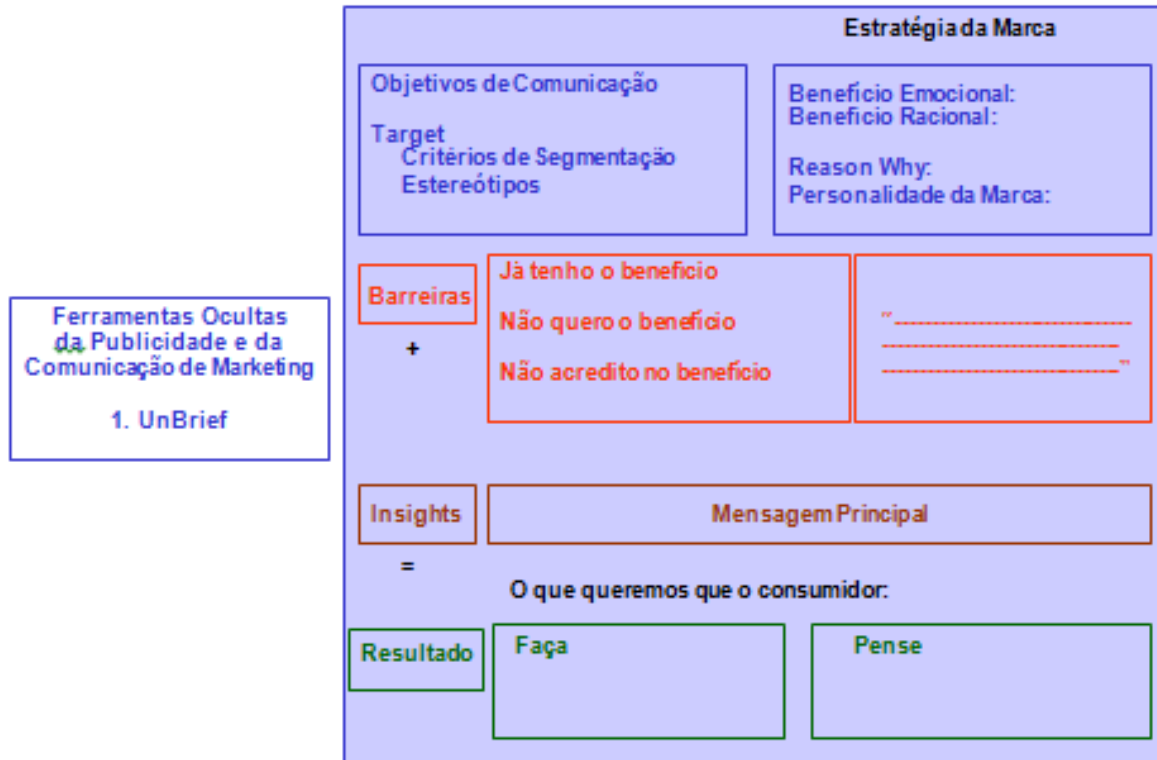 Estratégia da Marca
Objetivos de Comunicação
Target
Critérios de Segmentação
Estereótipos
Benefício Emocional:
Benefício Racional:
Reason Why:
Personalidade da Marca:
Ferramentas Ocultas
da Publicidade e da
Comunicação de Marketing
1. UnBrief
Barreiras
+
Já tenho o benefício
Não quero o benefício
Não acredito no benefício
"-----------------------------
-----------------------------
-----------------------------"
Insights
Mensagem Principal
=
O que queremos que o consumidor:
Resultado
Faça
Pense